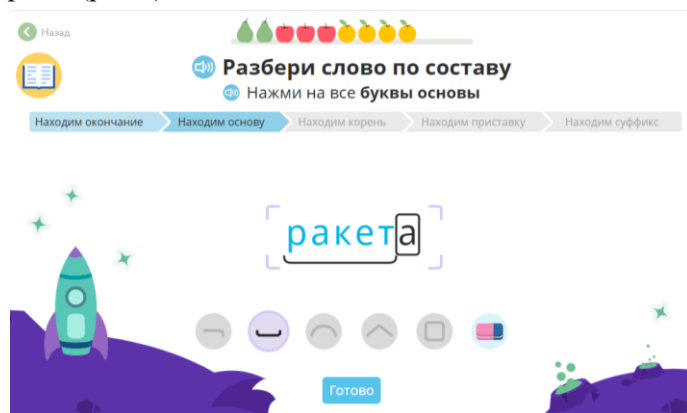 Назад
Разбери слово по составу
Нажми на все буквы основы
Находим окончание Находим основу Находим корень Находим приставку Находим суффикс
ракета
Готово